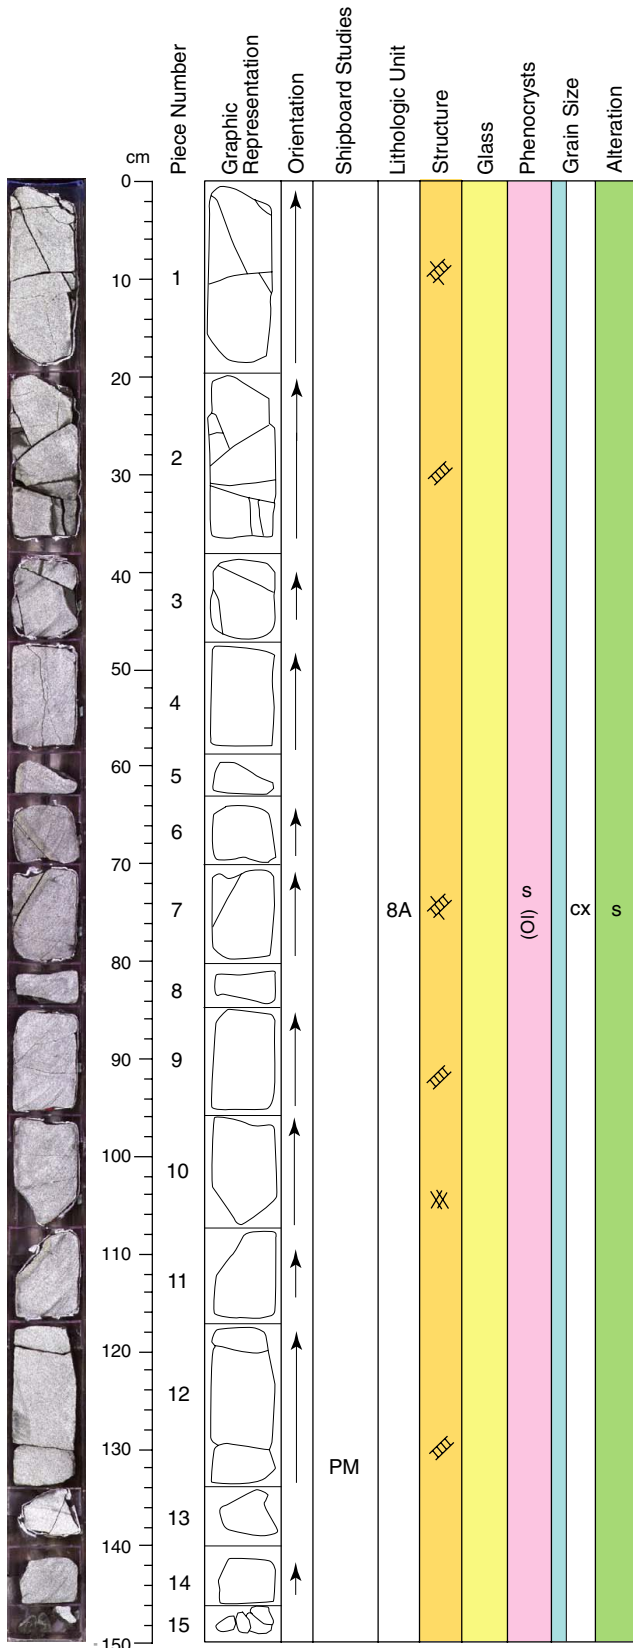 cm
Piece Number
Graphic
Representation
Orientation
Shipboard Studies
Lithologic Unit
Structure
Glass
Phenocrysts
Grain Size
Alteration
0
10
20
30
40
50
60
70
80
90
100
110
120
130
140
150
1
2
3
4
5
6
7
8
9
10
11
12
13
14
15
PM
8A
s
(Ol)
cx
s